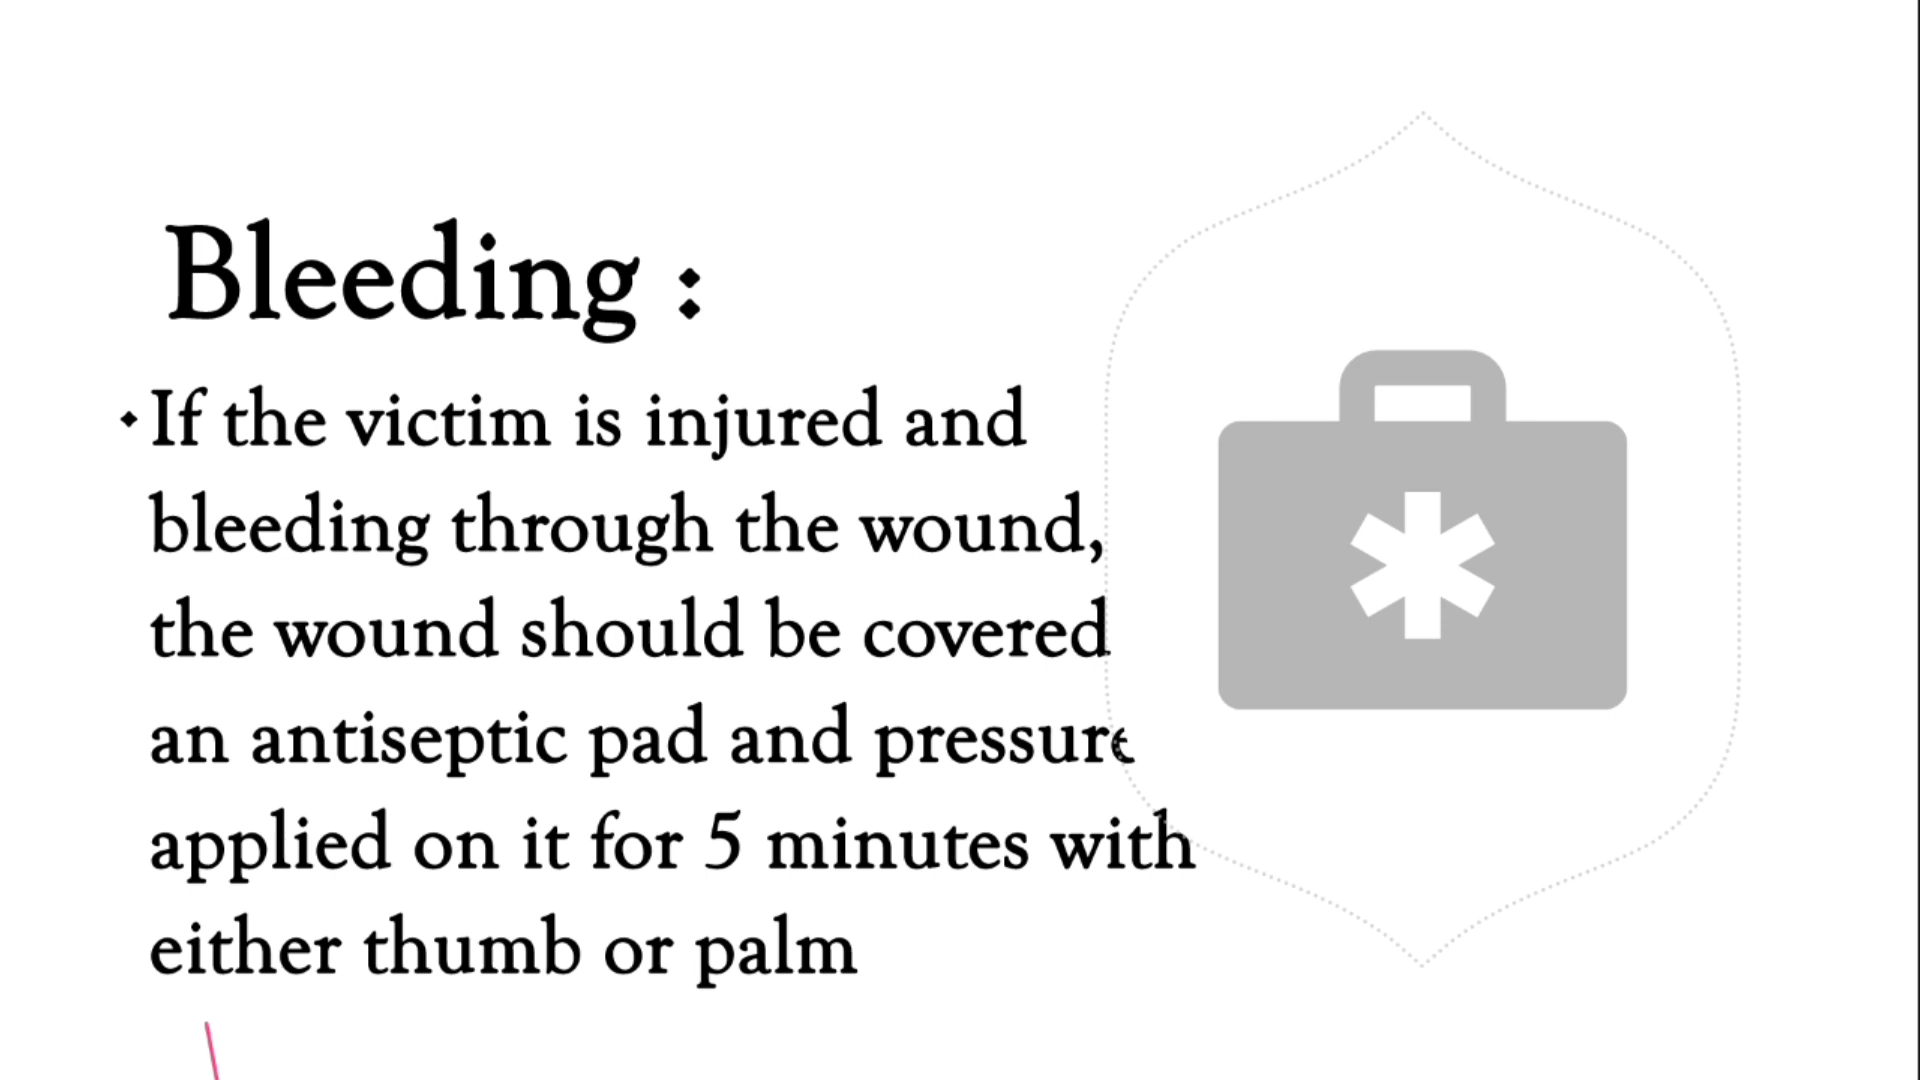 Bleeding :
If the victim is injured and
bleeding through the wound,
the wound should be covered
an antiseptic pad and pressure
applied on it for 5 minutes with
either thumb or palm